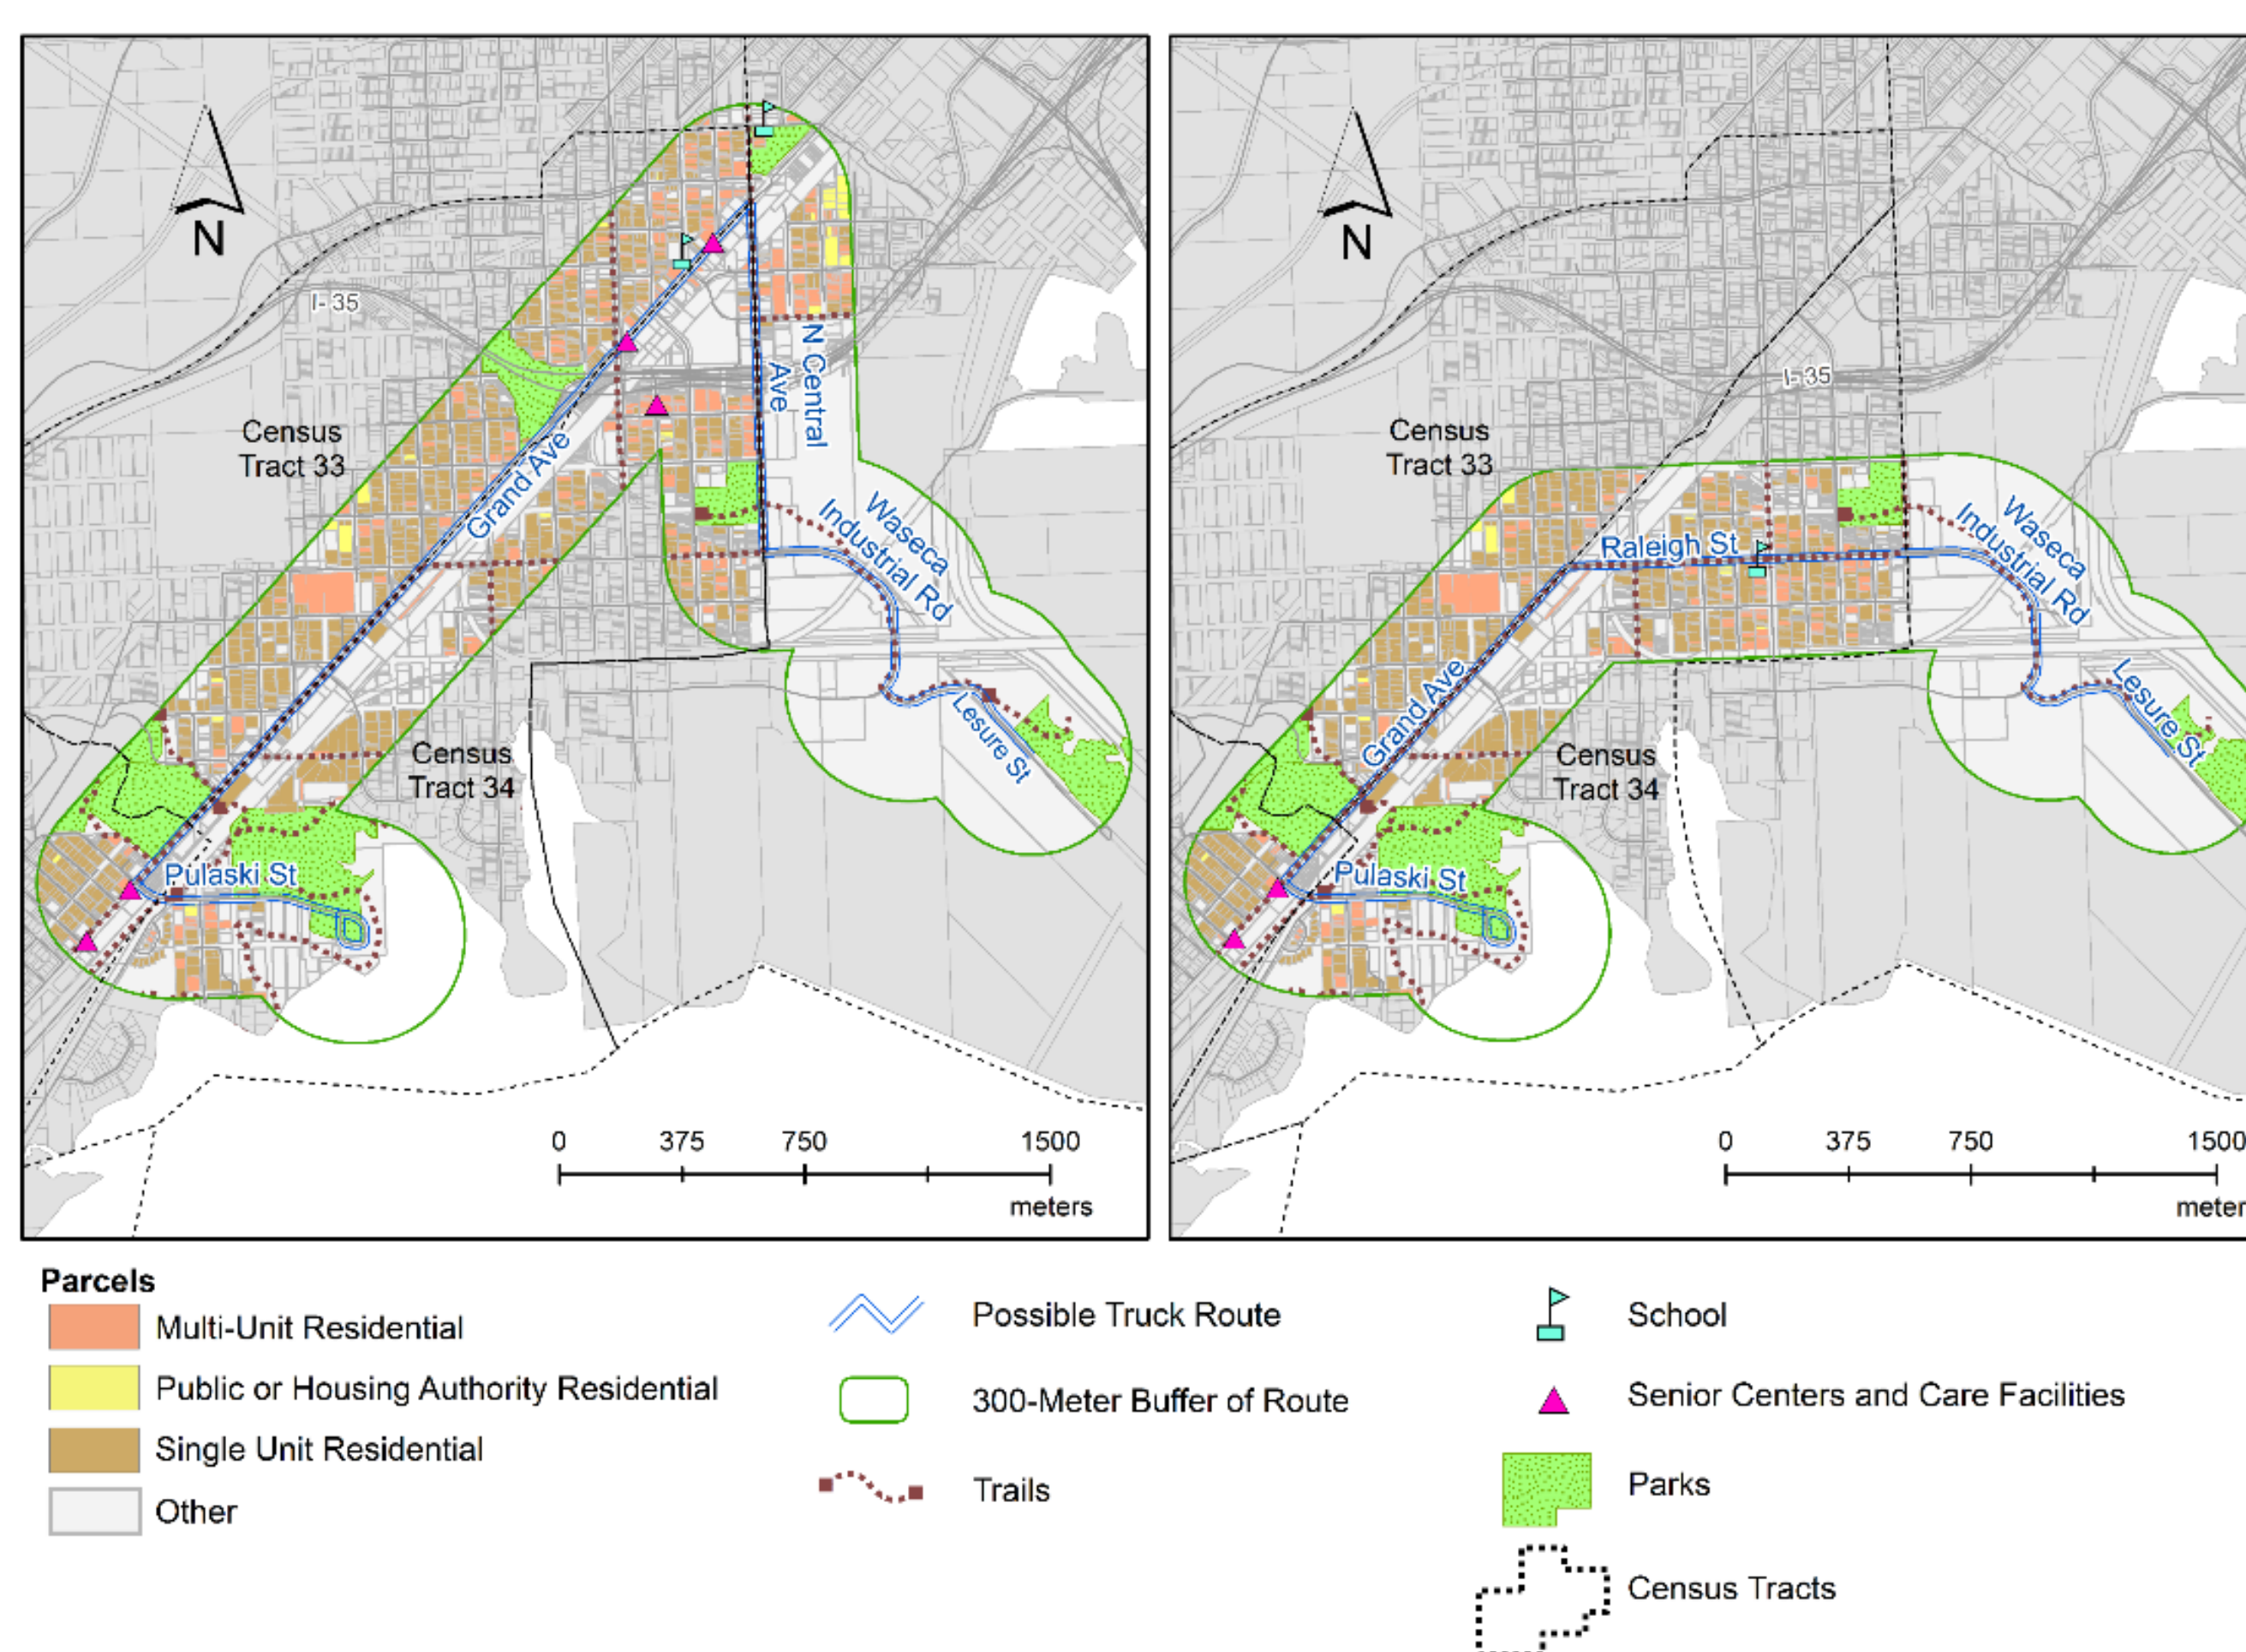 N
I- 35
Census
Tract 33
Grand Ave
N Central
Ave
Waseca
Industrial Rd
Lesure St
Census
Tract 34
Pulaski St
0 375 750 1500
meters
N
I- 35
Census
Tract 33
Raleigh St
Waseca
Industrial Rd
Lesure St
Grand Ave
Census
Tract 34
Pulaski St
0 375 750 1500
meter
Parcels
Multi-Unit Residential
Public or Housing Authority Residential
Single Unit Residential
Other
Possible Truck Route
300-Meter Buffer of Route
Trails
School
Senior Centers and Care Facilities
Parks
Census Tracts